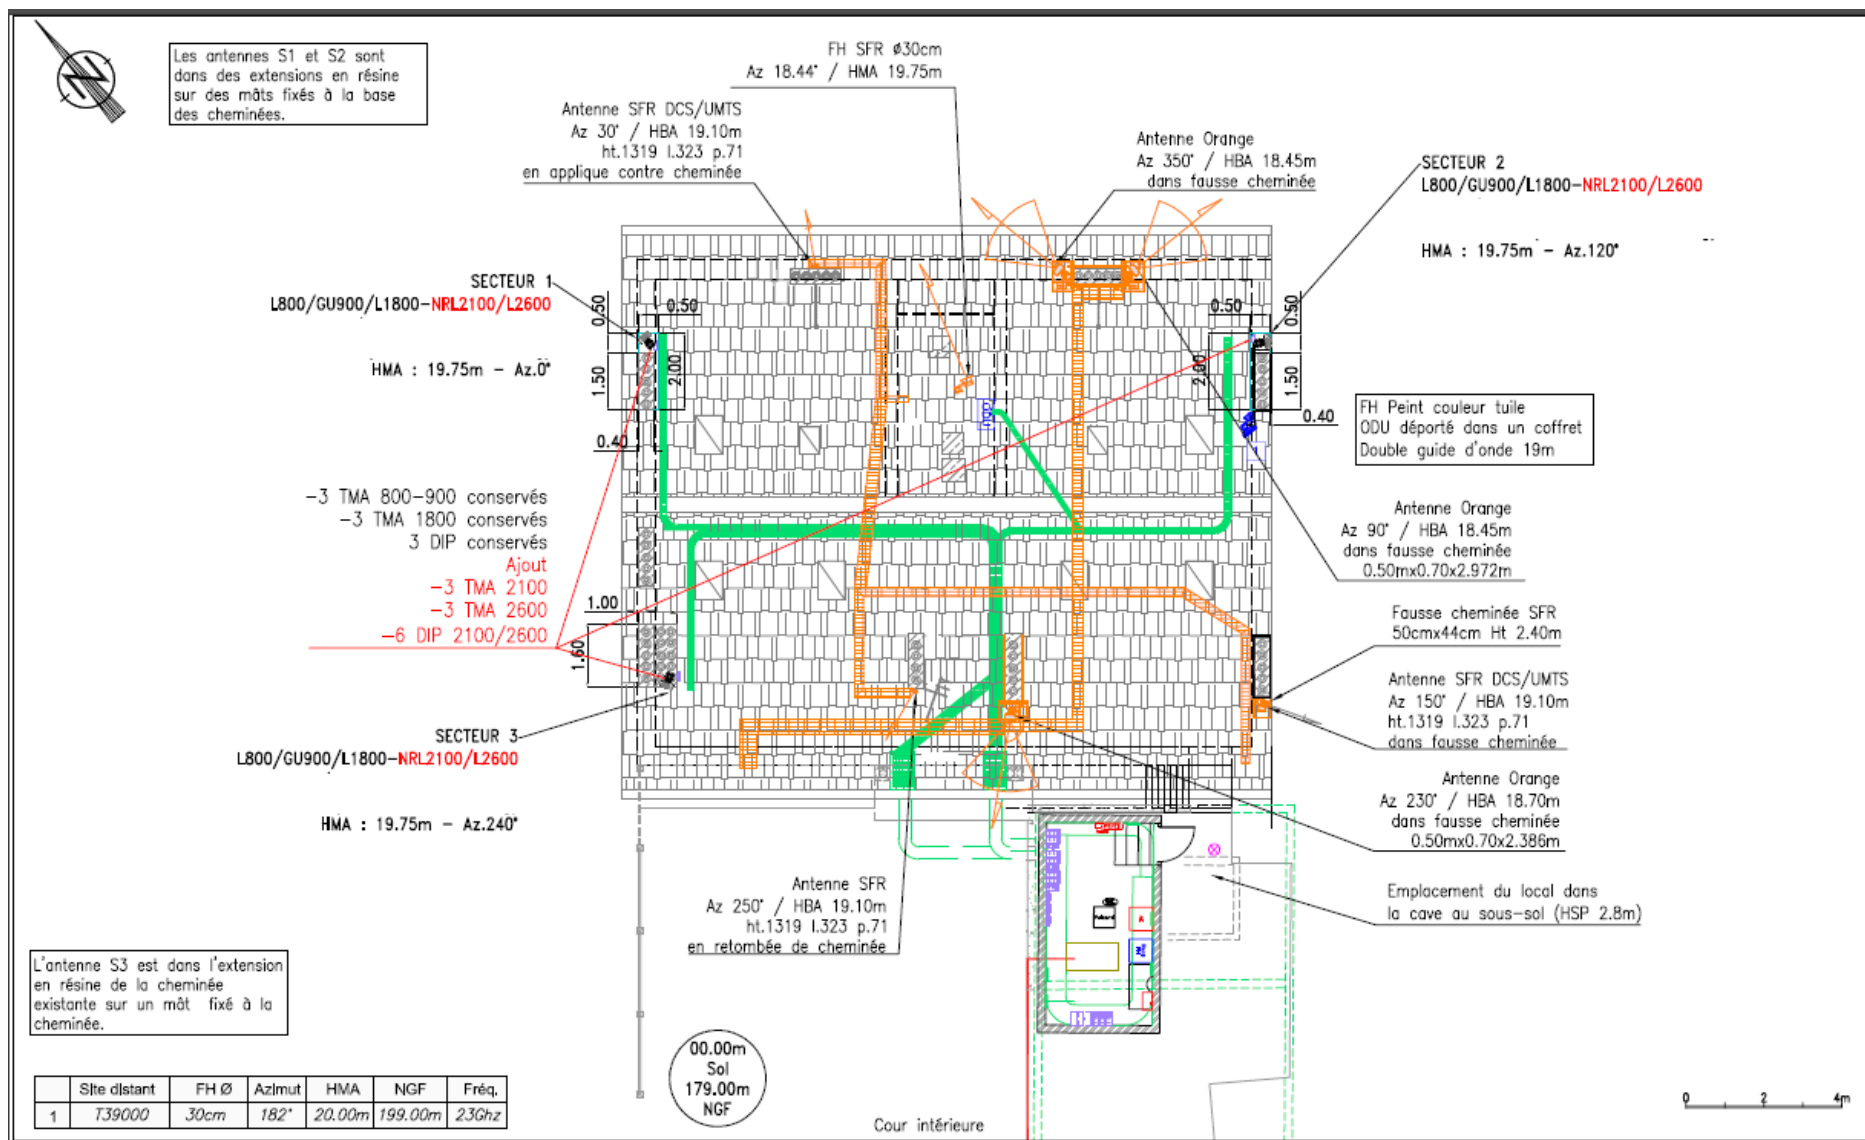 Les antennes S1 et S2 sont
dans des extensions en résine
sur des mâts fixés à la base
des cheminées.
FH SFR ø30cm
Az 18.44° / HMA 19.75m
Antenne SFR DCS/UMTS
Az 30° / HBA 19.10m
ht.1319 l.323 p.71
en applique contre cheminée
Antenne Orange
Az 350° / HBA 18.45m
dans fausse cheminée
SECTEUR 2
L800/GU900/L1800-NRL2100/L2600
HMA : 19.75m - Az.120°
SECTEUR 1
L800/GU900/L1800-NRL2100/L2600
HMA : 19.75m - Az.0°
0.50
0.50
1.50
2.00
0.40
0.50
0.50
2.00
1.50
0.40
FH Peint couleur tuile
ODU déporté dans un coffret
Double guide d'onde 19m
-3 TMA 800-900 conservés
-3 TMA 1800 conservés
3 DIP conservés
Ajout
-3 TMA 2100
-3 TMA 2600
-6 DIP 2100/2600
1.00
1.60
Antenne Orange
Az 90° / HBA 18.45m
dans fausse cheminée
0.50mx0.70x2.972m
Fausse cheminée SFR
50cmx44cm Ht 2.40m
Antenne SFR DCS/UMTS
Az 150° / HBA 19.10m
ht.1319 l.323 p.71
dans fausse cheminée
SECTEUR 3
L800/GU900/L1800-NRL2100/L2600
HMA : 19.75m - Az.240°
Antenne Orange
Az 230° / HBA 18.70m
dans fausse cheminée
0.50mx0.70x2.386m
Antenne SFR
Az 250° / HBA 19.10m
ht.1319 l.323 p.71
en retombée de cheminée
Emplacement du local dans
la cave au sous-sol (HSP 2.8m)
L'antenne S3 est dans l'extension
en résine de la cheminée
existante sur un mât fixé à la
cheminée.
00.00m
Sol
179.00m
NGF
Site distant FH Ø Azimut HMA NGF Fréq.
1 T39000 30cm 182° 20.00m 199.00m 23Ghz
Cour intérieure
0 2 4m